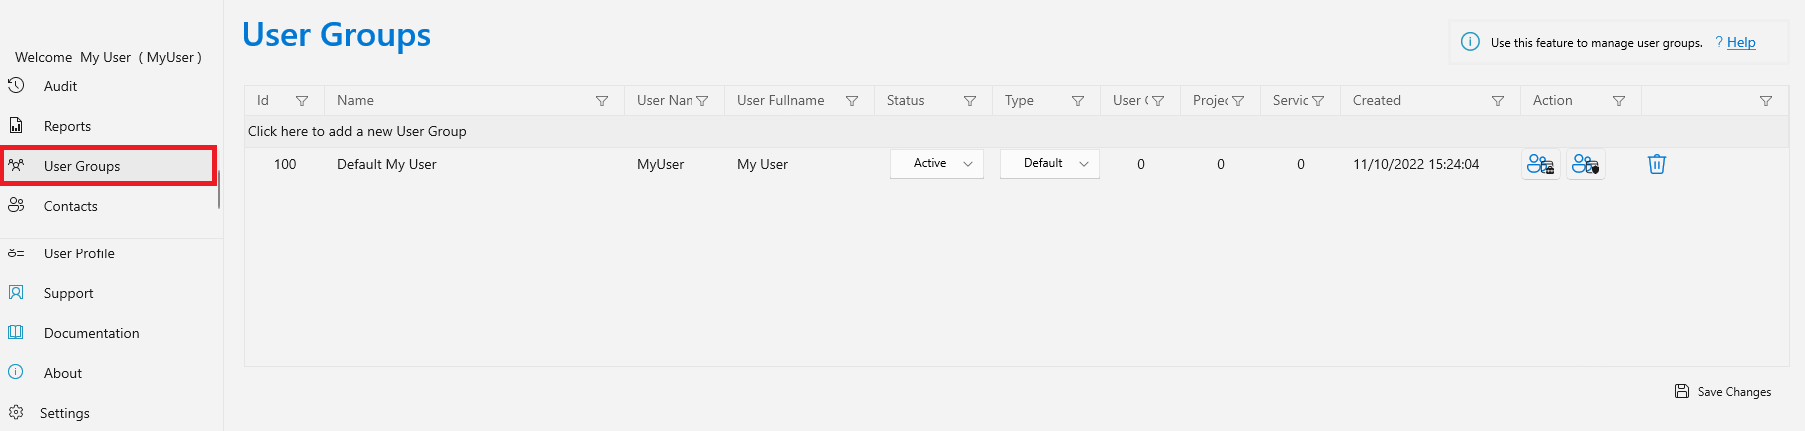 Welcome My User ( MyUser )
Audit
Reports
User Groups
Contacts
User Profile
Support
Documentation
About
Settings
User Groups
Use this feature to manage user groups. ? Help
Id Name User Nan User Fullname Status Type User ( Projec Servic Created Action
Click here to add a new User Group
100 Default My User MyUser My User Active Default 0 0 0 11/10/2022 15:24:04
Save Changes